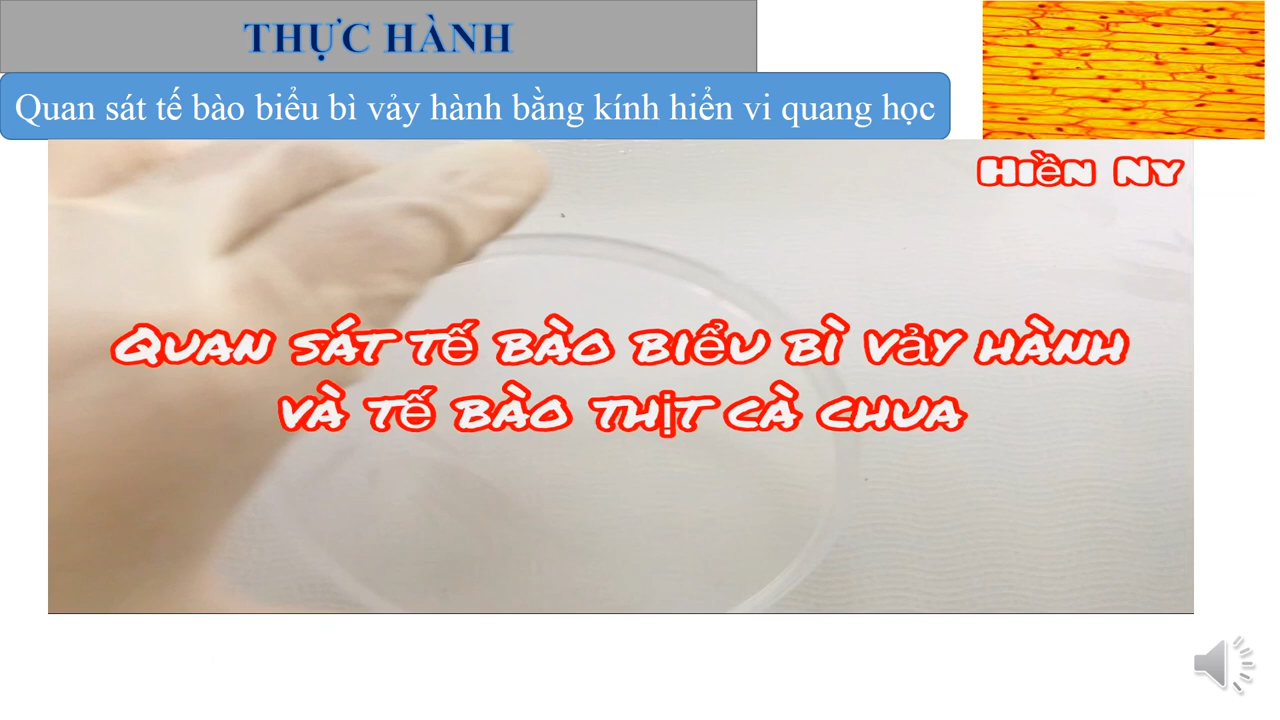 THỰC HÀNH
Quan sát tế bào biểu bì vảy hành bằng kính hiển vi quang học
Hiền Ny
Quan sát tế bào biểu bì vảy hành
và tế bào thịt cà chua